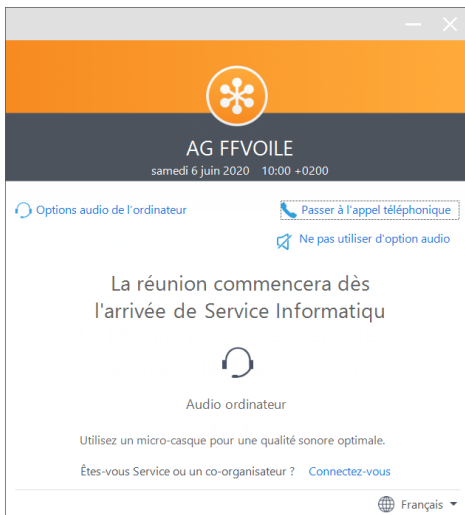 AG FFVOILE
samedi 6 juin 2020 10:00 +0200
Options audio de l'ordinateur
Passer à l'appel téléphonique
Ne pas utiliser d'option audio
La réunion commencera dès
l'arrivée de Service Informatiqu
Audio ordinateur
Utilisez un micro-casque pour une qualité sonore optimale.
Êtes-vous Service ou un co-organisateur ? Connectez-vous
Français